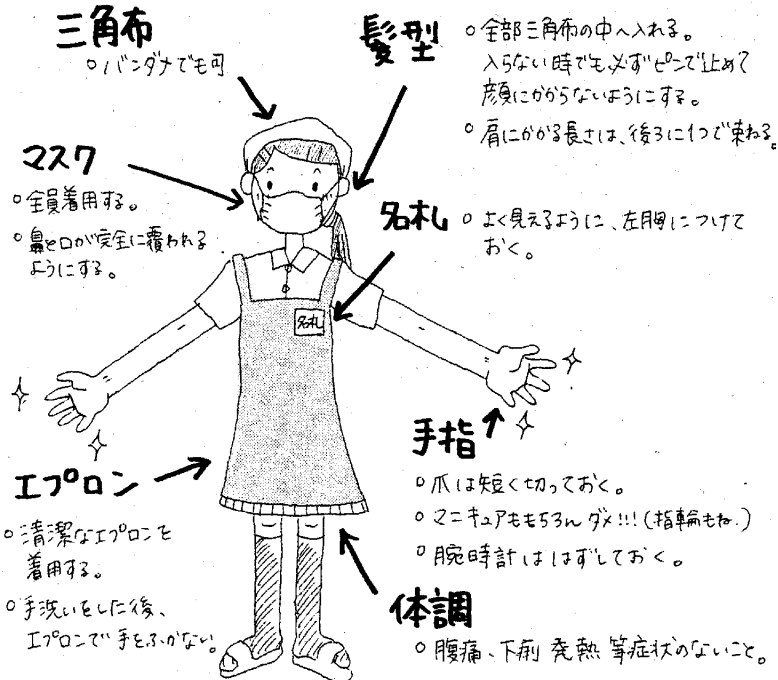 三角布
○バンダナでも可
髪型
○全部三角布の中へ入れる。
入らない時でも必ずピンで止めて
顔にかからないようにする。
○肩にかかる長さは、後ろに1つで束ねる。
マスク
○全員着用する。
○鼻と口が完全に覆われる
ようにする。
名札
○よく見えるように、左胸につけて
おく。
名札
手指
○爪は短く切っておく。
○マニキュアももちろんダメ!!!(指輪もね.)
○腕時計ははずしておく。
エプロン
○清潔なエプロンを
着用する。
○手洗いをした後、
エプロンで手をふかない。
体調
○腹痛、下痢 発熱 等症状のないこと。